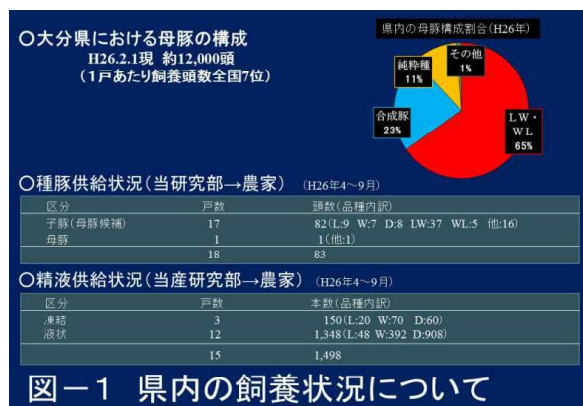 ○大分県における母豚の構成
H26.2.1現 約12,000頭
(1戸あたり飼養頭数全国7位)
県内の母豚構成割合(H26年)
その他
1%
純粋種
11%
合成豚
23%
LW・
WL
65%
○種豚供給状況(当研究部→農家) (H26年4~9月)
区分 戸数 頭数(品種内訳)
子豚(母豚候補) 17 82(L:9 W:7 D:8 LW:37 WL:5 他:16)
母豚 1 1(他:1)
18 83
○精液供給状況(当産研究部→農家) (H26年4~9月)
区分 戸数 本数(品種内訳)
凍結 3 150(L:20 W:70 D:60)
液状 12 1,348(L:48 W:392 D:908)
15 1,498
図-1 県内の飼養状況について